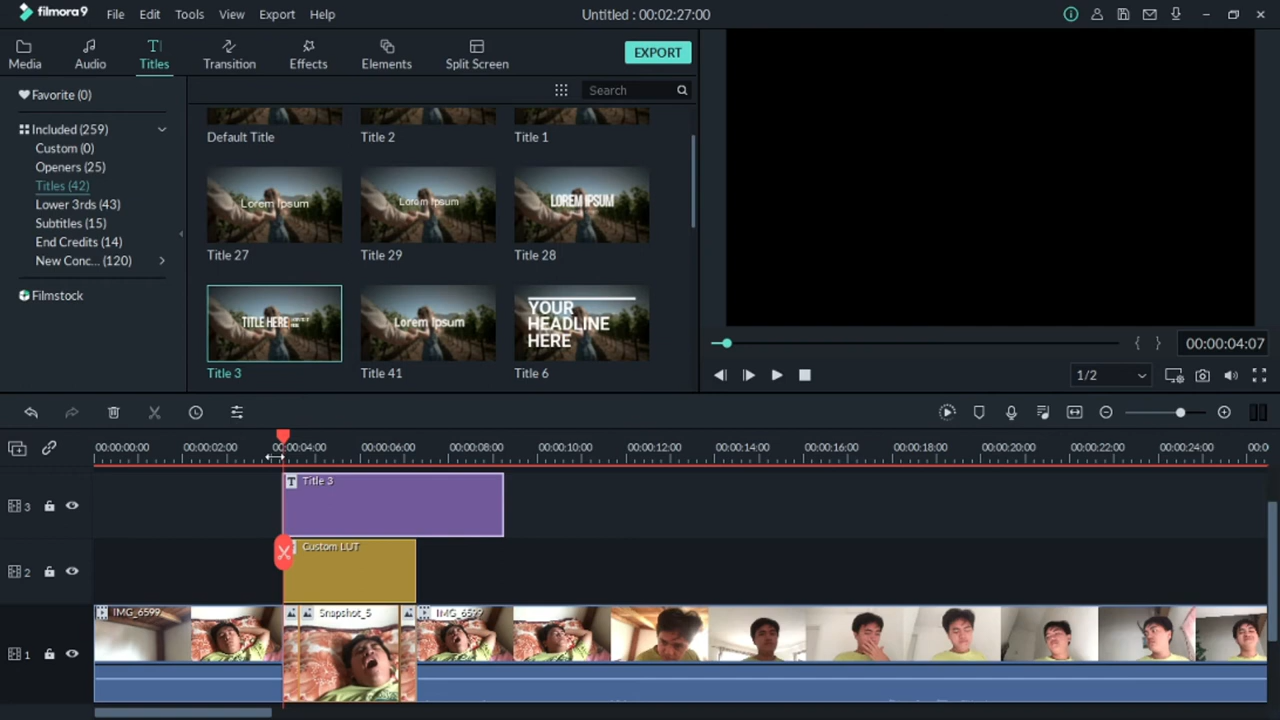 filmora9 File Edit Tools View Export Help Untitled : 00:02:27:00
Media Audio Titles Transition Effects Elements Split Screen EXPORT
Favorite (0)
Search
Included (259)
Custom (0)
Openers (25)
Titles (42)
Lower 3rds (43)
Subtitles (15)
End Credits (14)
New Conc... (120)
Filmstock
Default Title Title 2 Title 1
Lorem Ipsum Lorem Ipsum LOREM IPSUM
Title 27 Title 29 Title 28
TITLE HERE Lorem Ipsum YOUR
HEADLINE
HERE
Title 3 Title 41 Title 6
00:00:04:07
1/2
00:00:00:00 00:00:02:00 00:00:04:00 00:00:06:00 00:00:08:00 00:00:10:00 00:00:12:00 00:00:14:00 00:00:16:00 00:00:18:00 00:00:20:00 00:00:22:00 00:00:24:00 00:0
3 T Title 3
2 Custom LUT
1 IMG_6599 Snapshot_5 IMG_6599